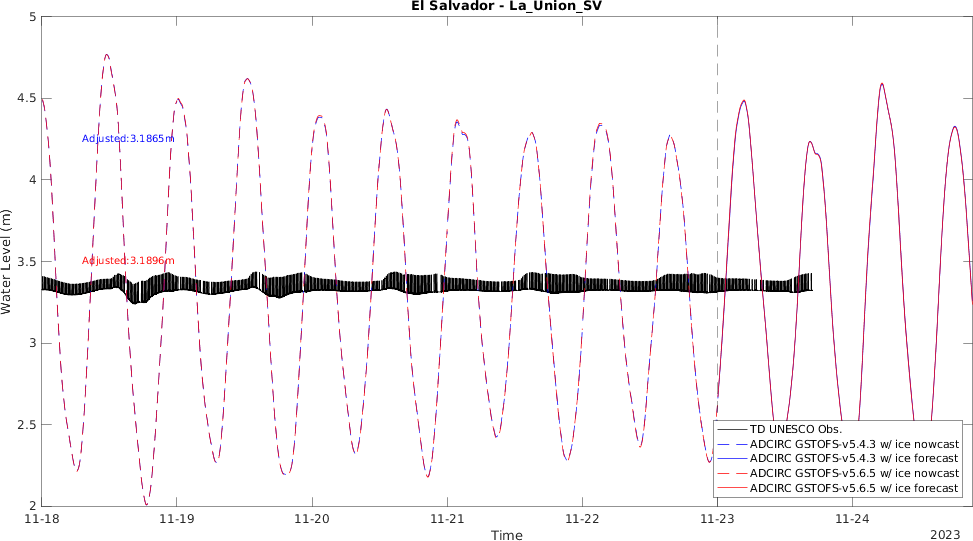 El Salvador - La_Union_SV
5
4.5
4
3.5
3
2.5
2
Water Level (m)
Adjusted:3.1865m
Adjusted:3.1896m
TD UNESCO Obs.
ADCIRC GSTOFS-v5.4.3 w/ ice nowcast
ADCIRC GSTOFS-v5.4.3 w/ ice forecast
ADCIRC GSTOFS-v5.6.5 w/ ice nowcast
ADCIRC GSTOFS-v5.6.5 w/ ice forecast
11-18 11-19 11-20 11-21 11-22 11-23 11-24
Time
2023